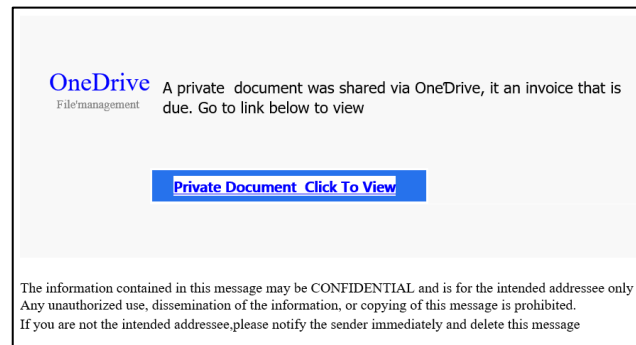 OneDrive
File'management
A private document was shared via One'Drive, it an invoice that is
due. Go to link below to view
Private Document Click To View
The information contained in this message may be CONFIDENTIAL and is for the intended addressee only
Any unauthorized use, dissemination of the information, or copying of this message is prohibited.
If you are not the intended addressee,please notify the sender immediately and delete this message